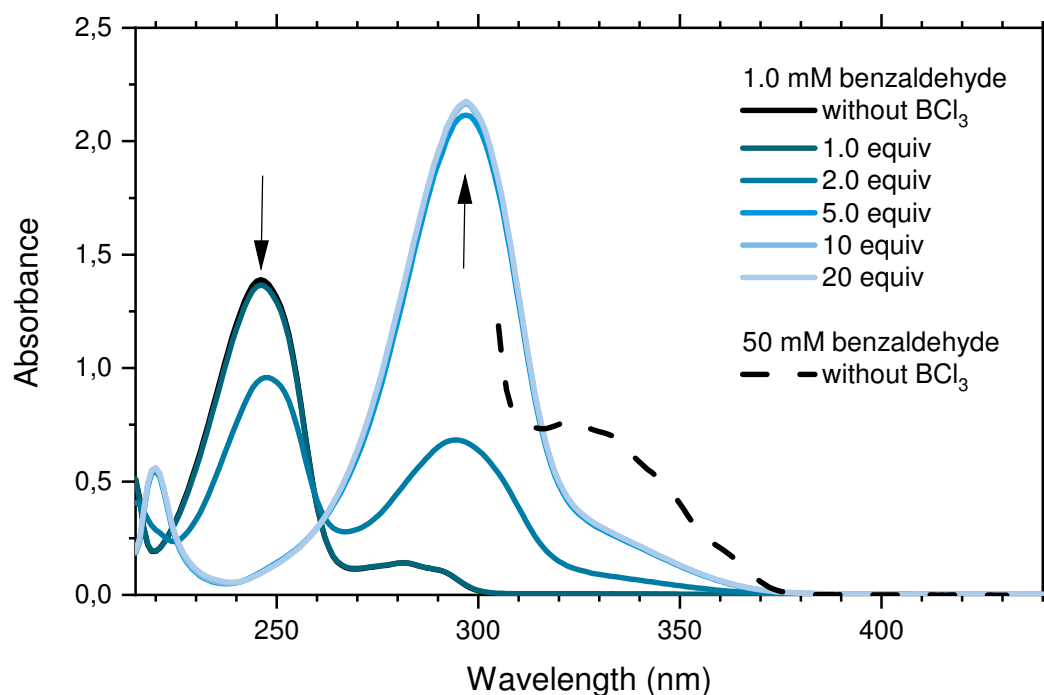 2,5
2.0
1,5
1,0
0,5
0,0
Absorbance
250
300
350
400
Wavelength (nm)
1.0 mM benzaldehyde
without BCl₃
1.0 equiv
2.0 equiv
5.0 equiv
10 equiv
20 equiv
50 mM benzaldehyde
without BCl₃